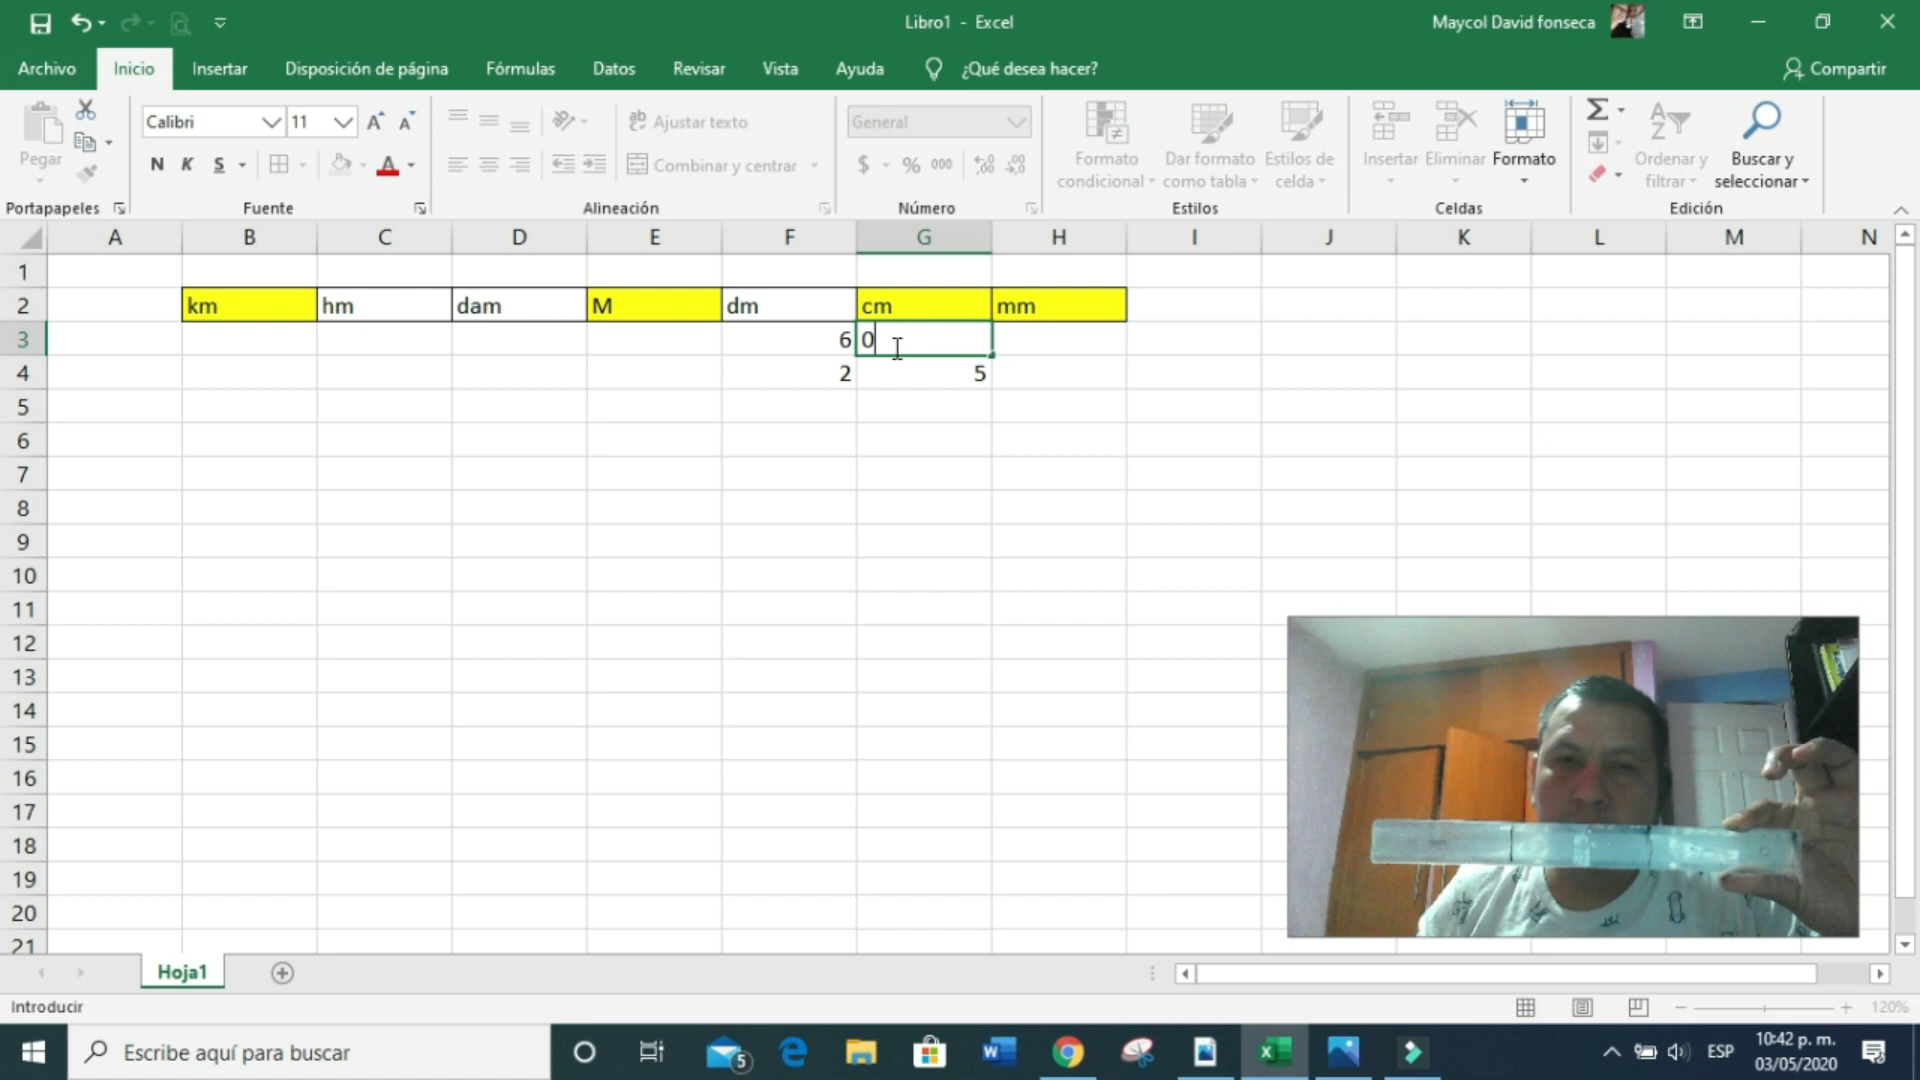 Libro1 - Excel
Maycol David fonseca
Archivo Inicio Insertar Disposición de página Fórmulas Datos Revisar Vista Ayuda ¿Qué desea hacer? Compartir
Pegar
Calibri 11
N K S A
Ajustar texto
Combinar y centrar
General
$ % 000
Formato condicional
Dar formato como tabla
Estilos de celda
Insertar Eliminar Formato
Ordenar y filtrar
Buscar y seleccionar
Portapapeles Fuente Alineación Número Estilos Celdas Edición
A B C D E F G H I J K L M N
1
2 km hm dam M dm cm mm
3 6 0
4 2 5
5
6
7
8
9
10
11
12
13
14
15
16
17
18
19
20
21
Hoja1
Introducir
120%
Escribe aquí para buscar
5
ESP
10:42 p. m.
03/05/2020